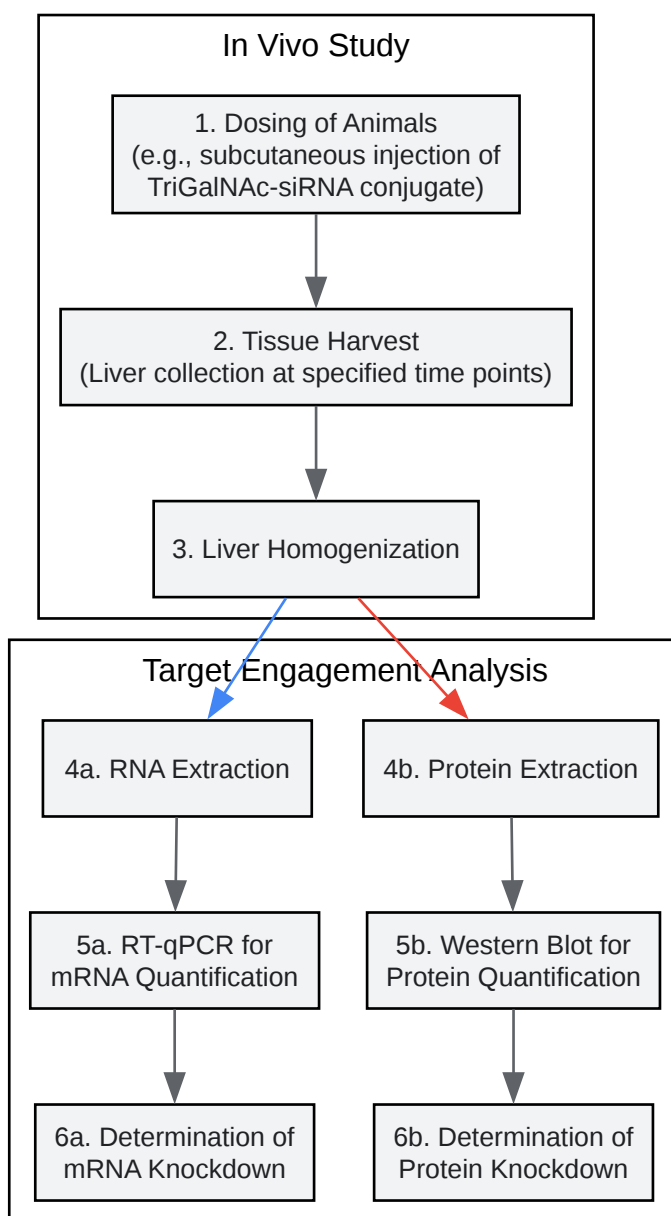 In Vivo Study
1. Dosing of Animals
(e.g., subcutaneous injection of
TriGalNAc-siRNA conjugate)
2. Tissue Harvest
(Liver collection at specified time points)
3. Liver Homogenization
Target Engagement Analysis
4a. RNA Extraction
4b. Protein Extraction
5a. RT-qPCR for
mRNA Quantification
5b. Western Blot for
Protein Quantification
6a. Determination of
mRNA Knockdown
6b. Determination of
Protein Knockdown